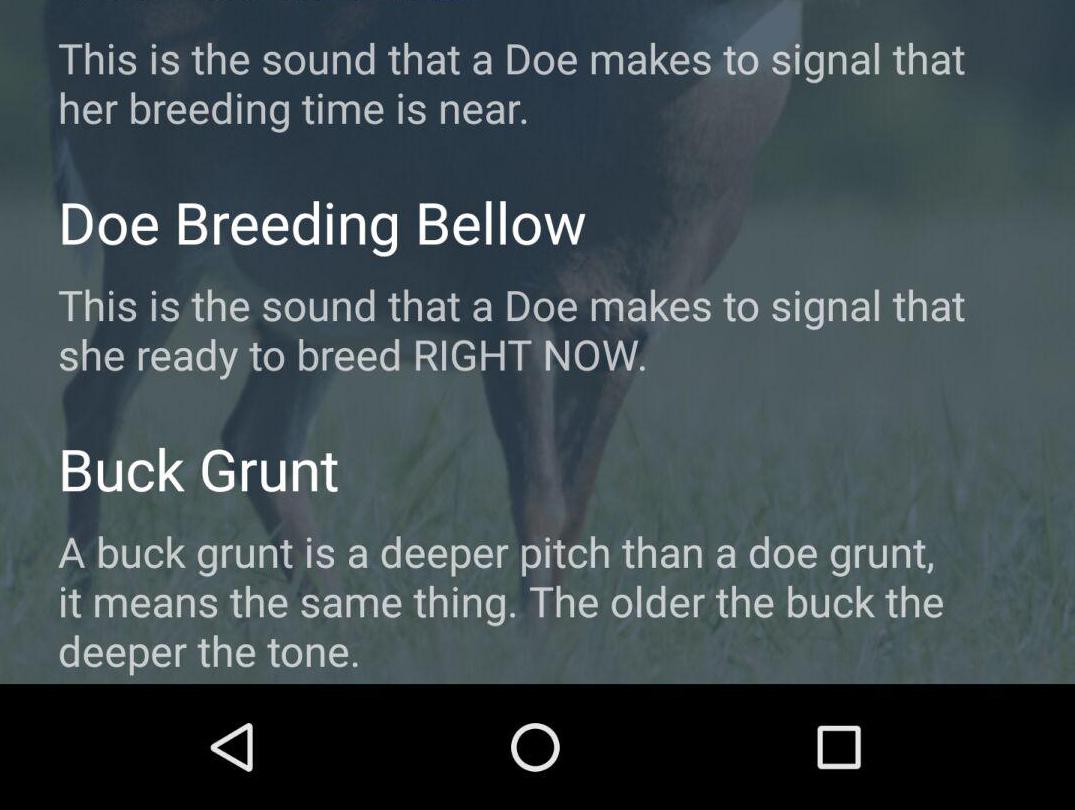 This is the sound that a Doe makes to signal that
her breeding time is near.
Doe Breeding Bellow
This is the sound that a Doe makes to signal that
she ready to breed RIGHT NOW.
Buck Grunt
A buck grunt is a deeper pitch than a doe grunt,
it means the same thing. The older the buck the
deeper the tone.